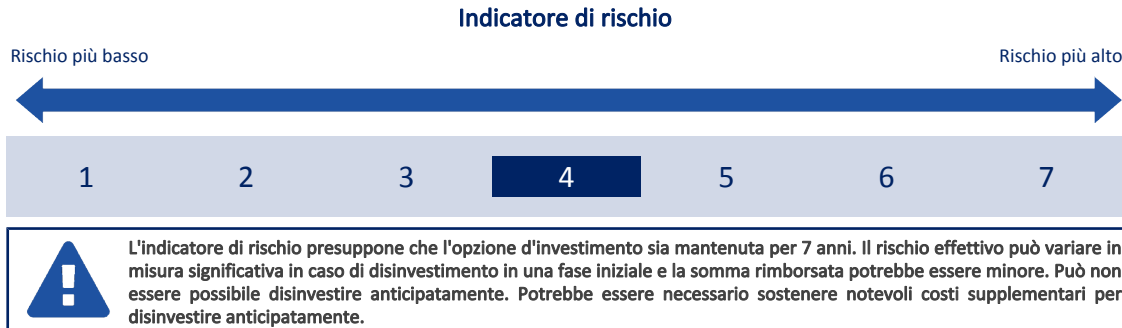 Indicatore di rischio
Rischio più basso
Rischio più alto
1 2 3 4 5 6 7
L'indicatore di rischio presuppone che l'opzione d'investimento sia mantenuta per 7 anni. Il rischio effettivo può variare in
misura significativa in caso di disinvestimento in una fase iniziale e la somma rimborsata potrebbe essere minore. Può non
essere possibile disinvestire anticipatamente. Potrebbe essere necessario sostenere notevoli costi supplementari per
disinvestire anticipatamente.